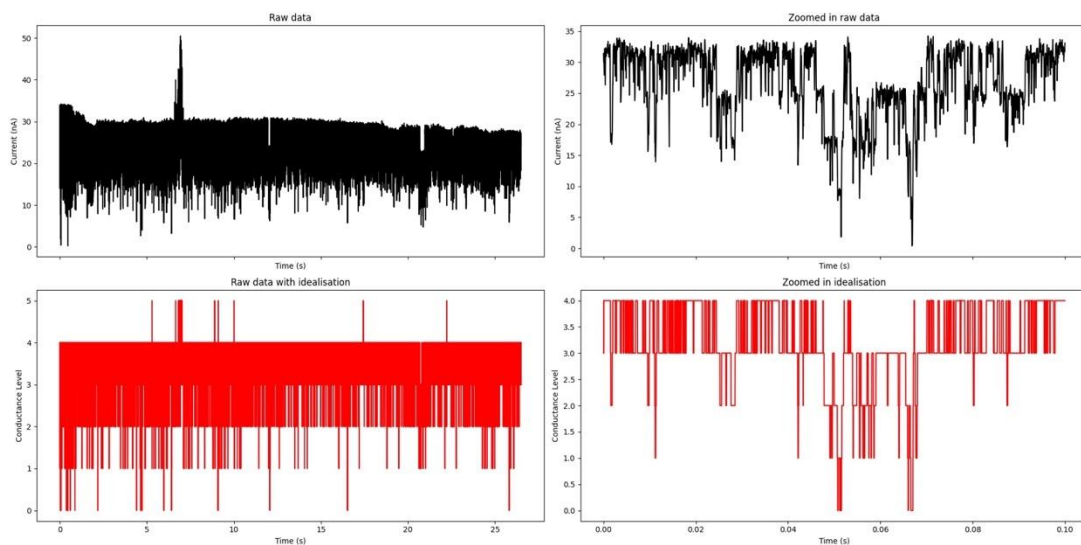 Raw data
50
40
30
20
10
0
Current (nA)
Time (s)
Zoomed in raw data
35
30
25
20
15
10
5
0
Current (nA)
Time (s)
Raw data with idealisation
5
4
3
2
1
0
Conductance Level
0 5 10 15 20 25
Time (s)
Zoomed in idealisation
4.0
3.5
3.0
2.5
2.0
1.5
1.0
0.5
0.0
Conductance Level
0.00 0.02 0.04 0.06 0.08 0.10
Time (s)